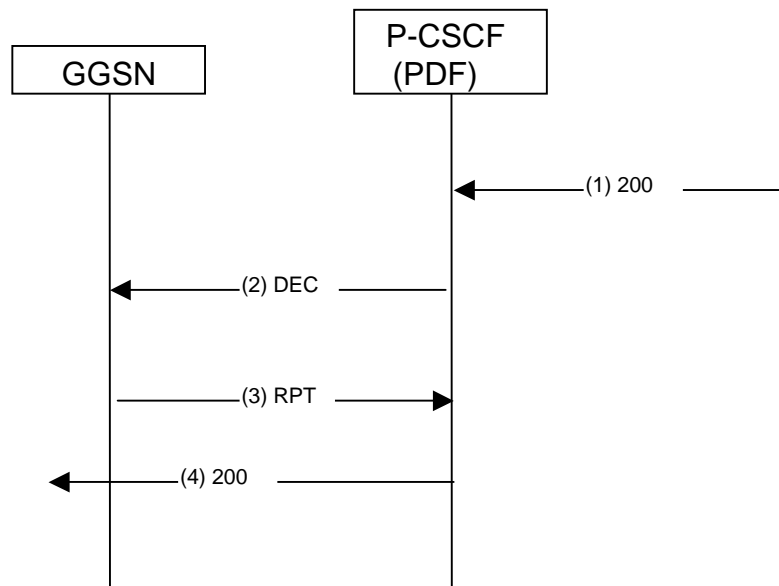 GGSN
P-CSCF
(PDF)
(1) 200
(2) DEC
(3) RPT
(4) 200